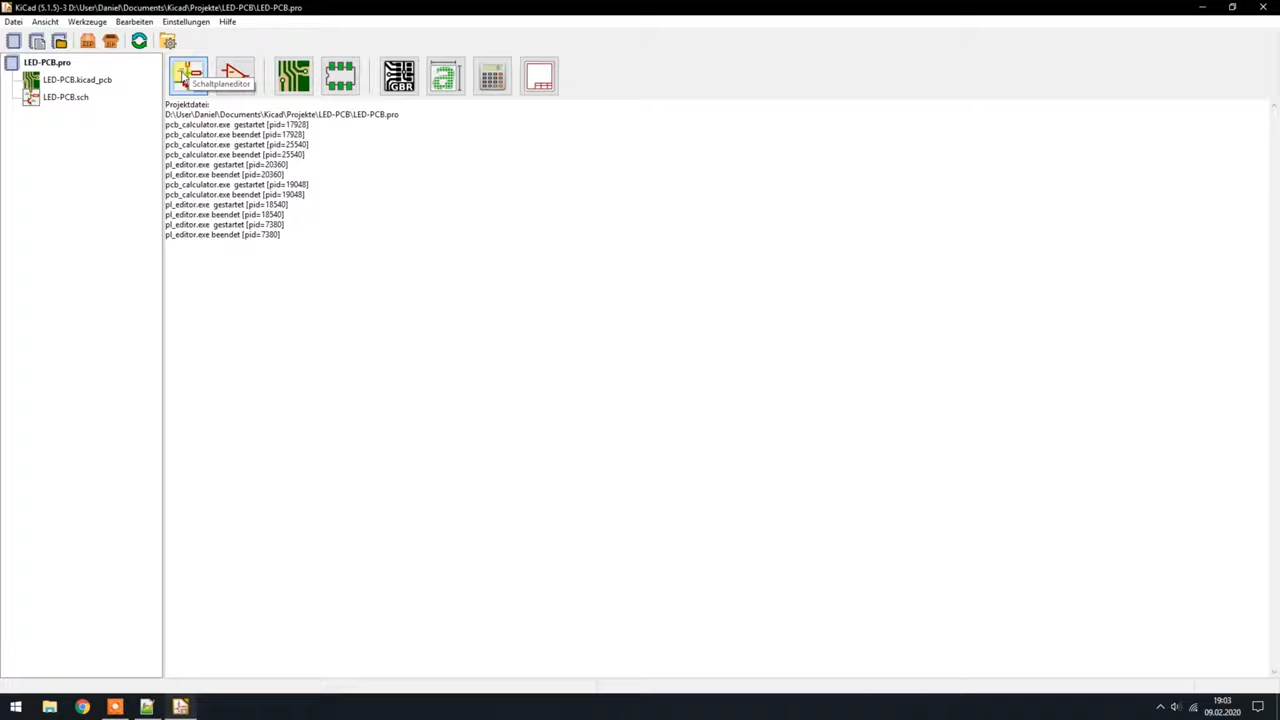 KiCad (5.1.5)-3 D:\User\Daniel\Documents\Kicad\Projekte\LED-PCB\LED-PCB.pro
Datei Ansicht Werkzeuge Bearbeiten Einstellungen Hilfe
ZIP ZIP
LED-PCB.pro
LED-PCB.kicad_pcb
LED-PCB.sch
Schaltplaneditor
GBR
a
Projektdatei:
D:\User\Daniel\Documents\Kicad\Projekte\LED-PCB\LED-PCB.pro
pcb_calculator.exe gestartet [pid=17928]
pcb_calculator.exe beendet [pid=17928]
pcb_calculator.exe gestartet [pid=25540]
pcb_calculator.exe beendet [pid=25540]
pl_editor.exe gestartet [pid=20360]
pl_editor.exe beendet [pid=20360]
pcb_calculator.exe gestartet [pid=19048]
pcb_calculator.exe beendet [pid=19048]
pl_editor.exe gestartet [pid=18540]
pl_editor.exe beendet [pid=18540]
pl_editor.exe gestartet [pid=7380]
pl_editor.exe beendet [pid=7380]
19:03
09.02.2020